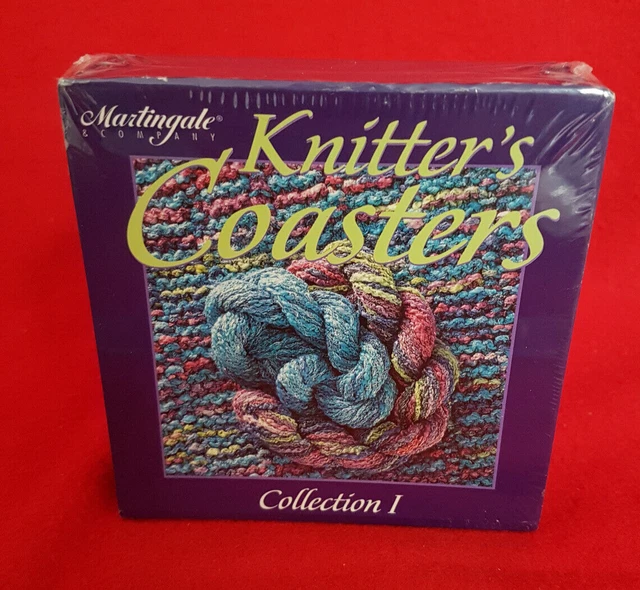 Martingale®
& COMPANY
Knitter's
Coasters
Collection I